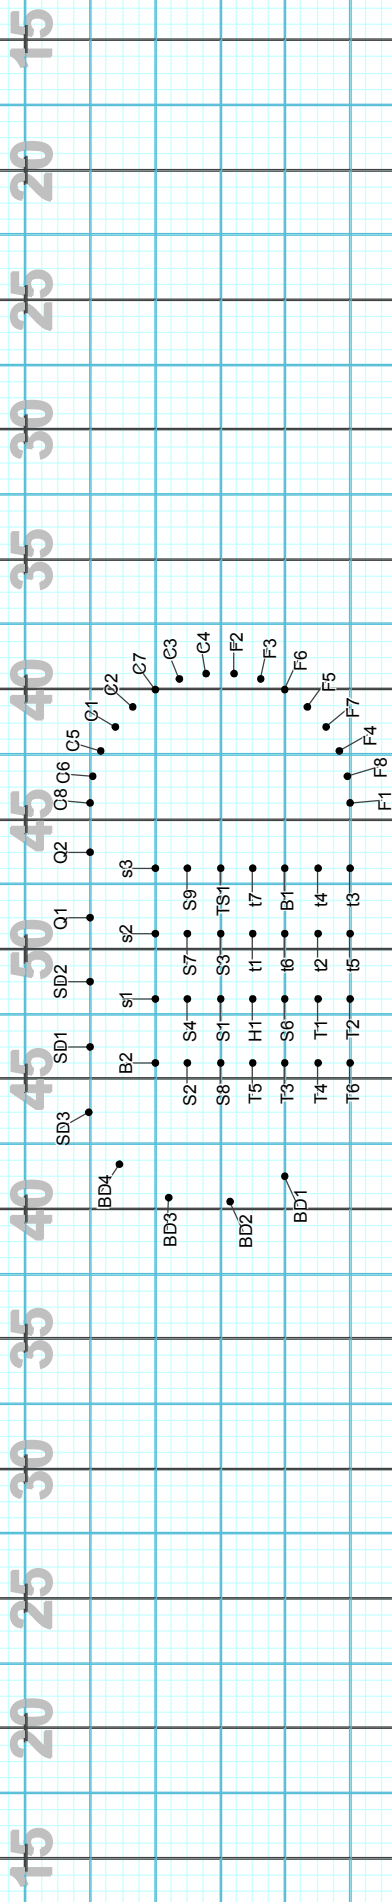 15
20
25
30
35
40
45
50
45
40
35
30
25
20
15
C7
C3
C4
F2
F3
F6
C2
F5
C1
F7
C5
F4
C6
F8
C8
F1
Q2
s3
S9
TS1
t7
B1
t4
t3
Q1
s2
S7
S3
t1
t6
t2
t5
SD2
s1
S4
S1
H1
S6
T1
T2
SD1
B2
S2
S8
T5
T3
T4
T6
SD3
BD4
BD3
BD2
BD1